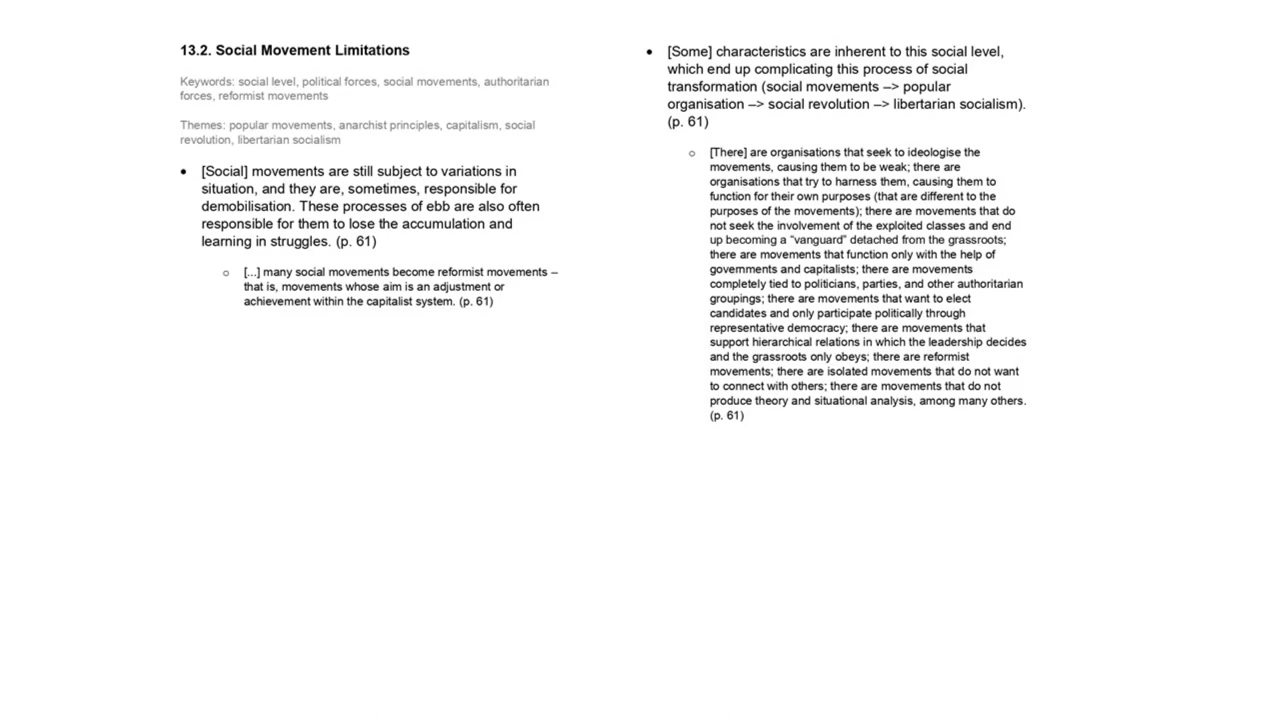 13.2. Social Movement Limitations
Keywords: social level, political forces, social movements, authoritarian
forces, reformist movements
Themes: popular movements, anarchist principles, capitalism, social
revolution, libertarian socialism
• [Social] movements are still subject to variations in
situation, and they are, sometimes, responsible for
demobilisation. These processes of ebb are also often
responsible for them to lose the accumulation and
learning in struggles. (p. 61)
○ [...] many social movements become reformist movements –
that is, movements whose aim is an adjustment or
achievement within the capitalist system. (p. 61)
• [Some] characteristics are inherent to this social level,
which end up complicating this process of social
transformation (social movements –> popular
organisation –> social revolution –> libertarian socialism).
(p. 61)
○ [There] are organisations that seek to ideologise the
movements, causing them to be weak; there are
organisations that try to harness them, causing them to
function for their own purposes (that are different to the
purposes of the movements); there are movements that do
not seek the involvement of the exploited classes and end
up becoming a “vanguard” detached from the grassroots;
there are movements that function only with the help of
governments and capitalists; there are movements
completely tied to politicians, parties, and other authoritarian
groupings; there are movements that want to elect
candidates and only participate politically through
representative democracy; there are movements that
support hierarchical relations in which the leadership decides
and the grassroots only obeys; there are reformist
movements; there are isolated movements that do not want
to connect with others; there are movements that do not
produce theory and situational analysis, among many others.
(p. 61)